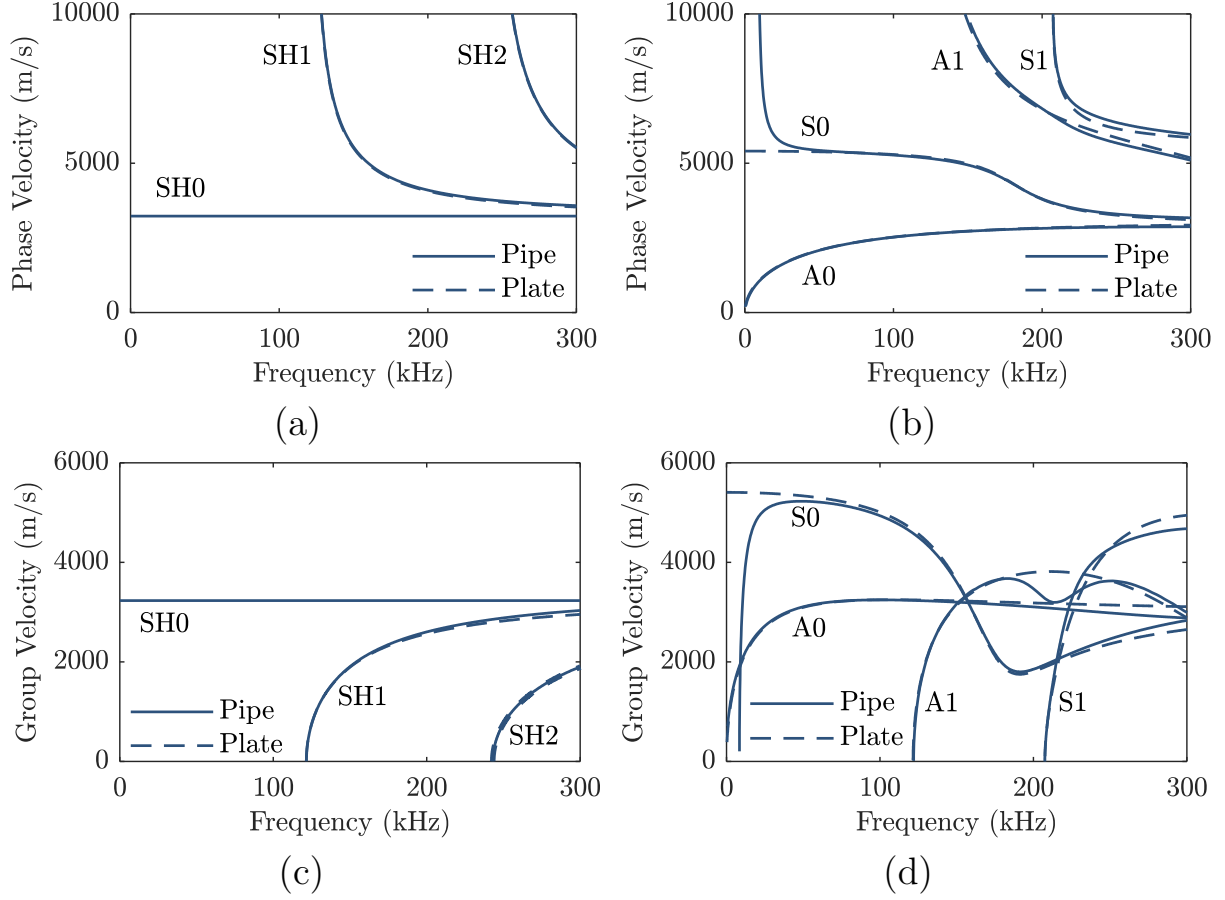 10000
5000
0
Phase Velocity (m/s)
SH1
SH2
SH0
Pipe
Plate
0
100
200
300
Frequency (kHz)
(a)
10000
5000
0
Phase Velocity (m/s)
A1
S1
S0
A0
Pipe
Plate
0
100
200
300
Frequency (kHz)
(b)
6000
4000
2000
0
Group Velocity (m/s)
SH0
SH1
SH2
Pipe
Plate
0
100
200
300
Frequency (kHz)
(c)
6000
4000
2000
0
Group Velocity (m/s)
S0
A0
A1
S1
Pipe
Plate
0
100
200
300
Frequency (kHz)
(d)